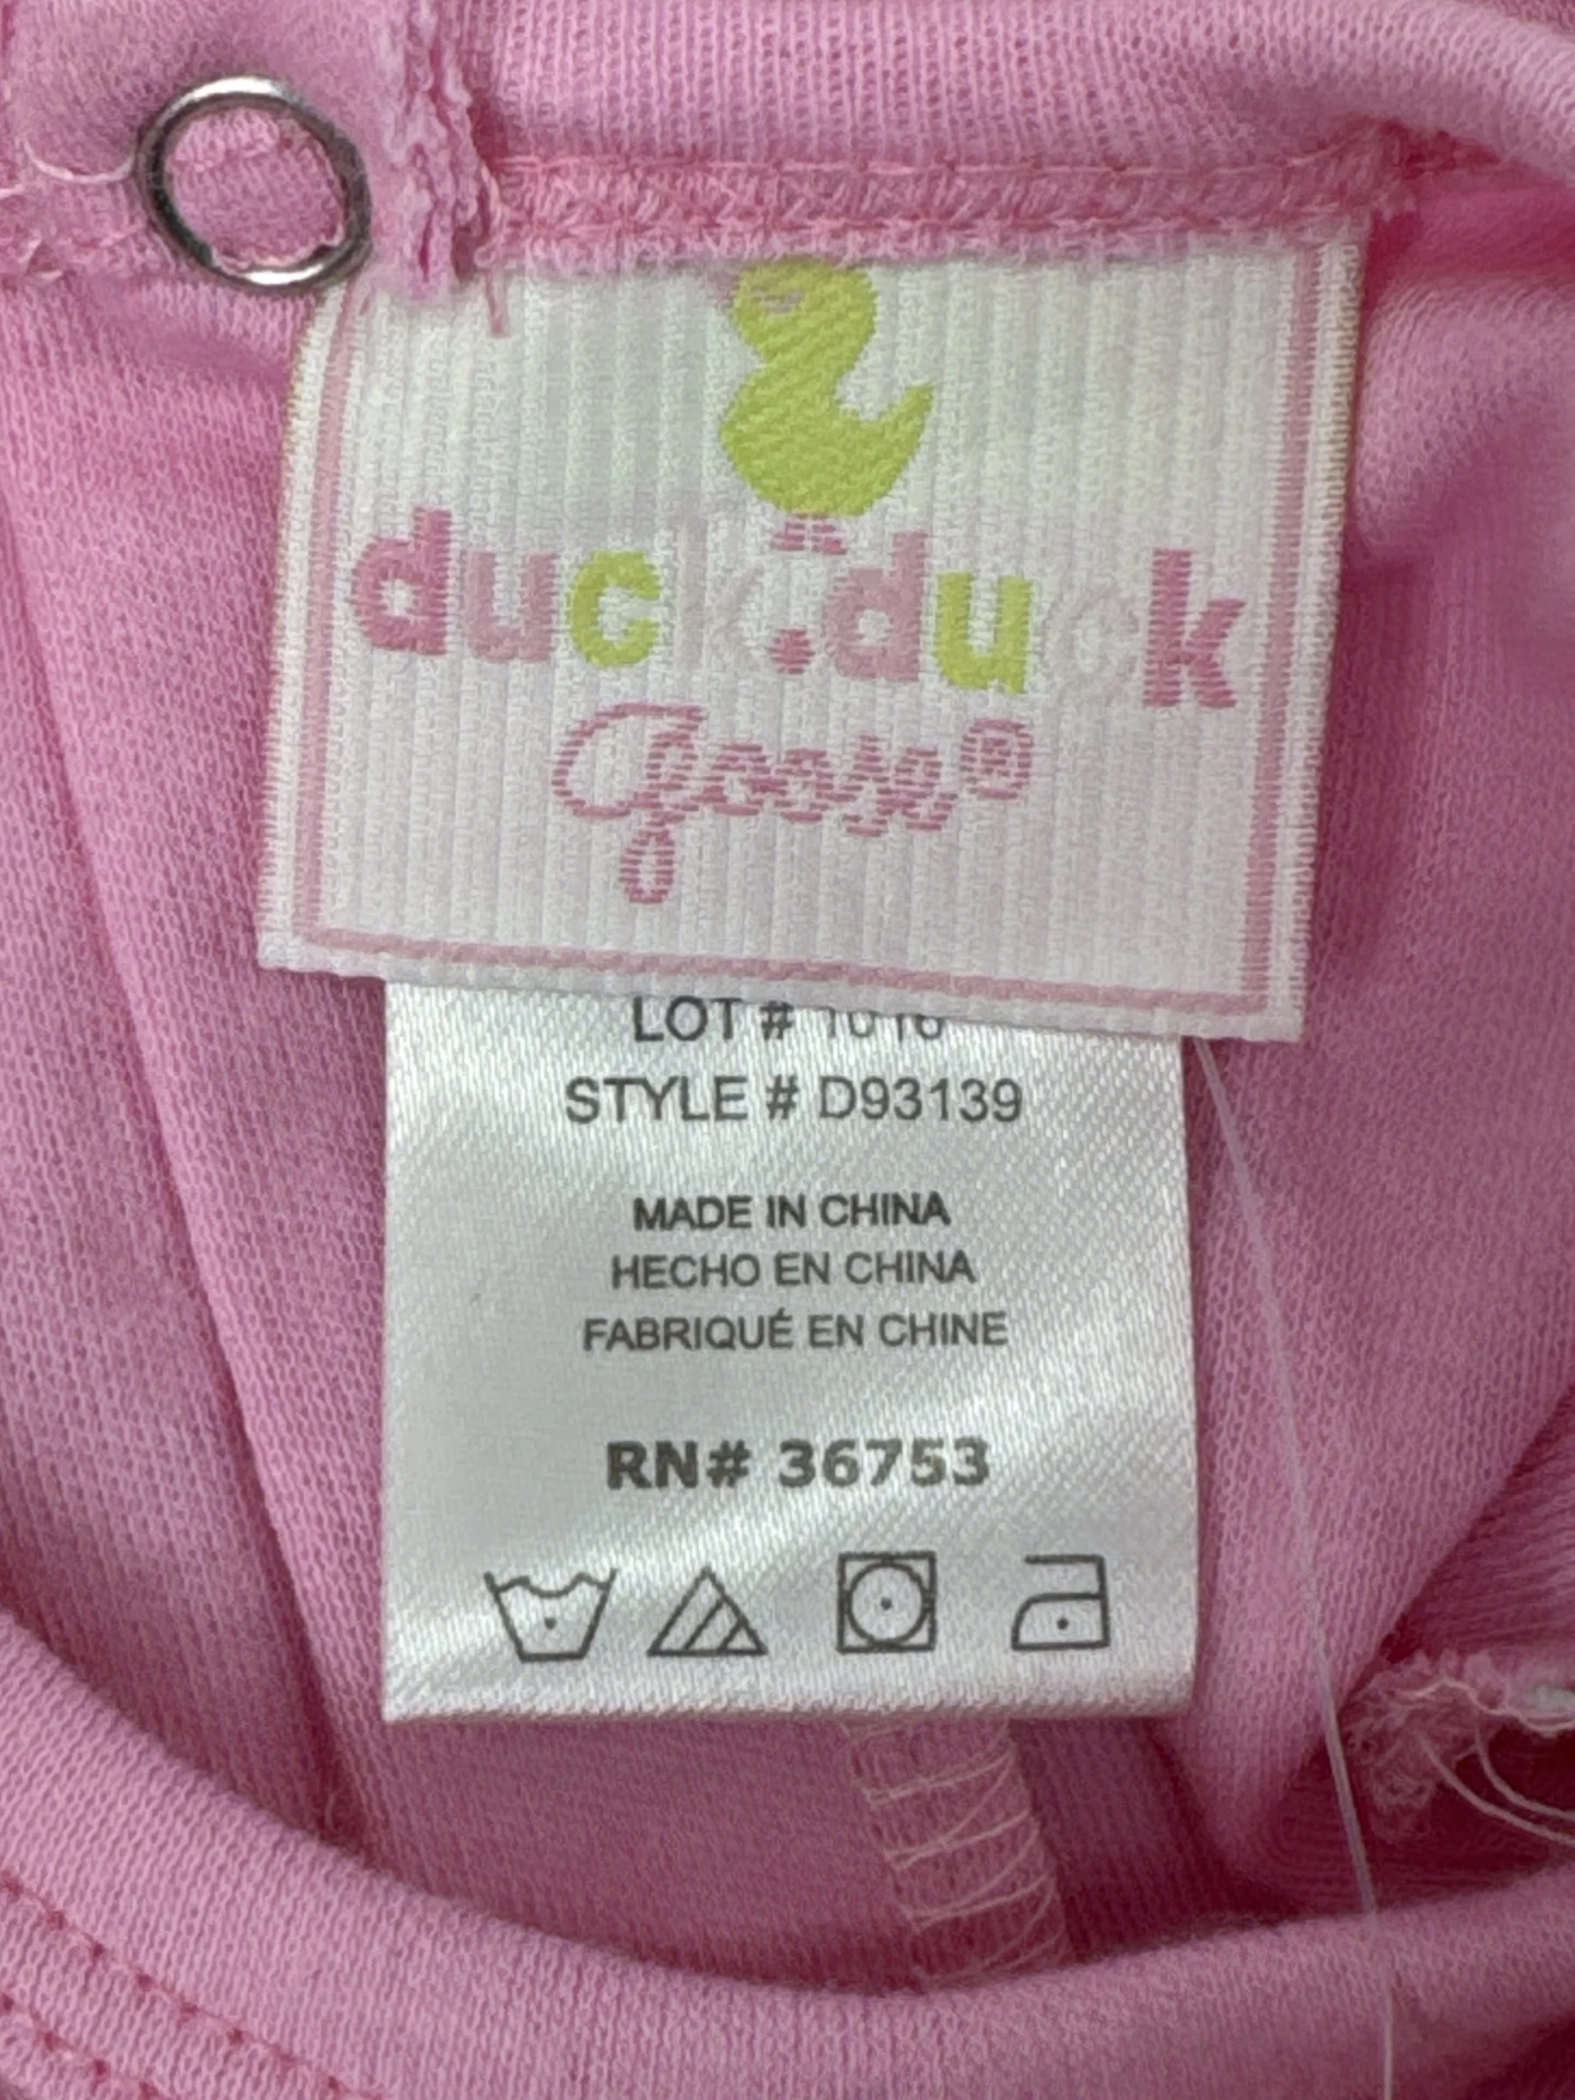 duck.duck
Goose®
LOT # 1016
STYLE # D93139
MADE IN CHINA
HECHO EN CHINA
FABRIQUÉ EN CHINE
RN# 36753